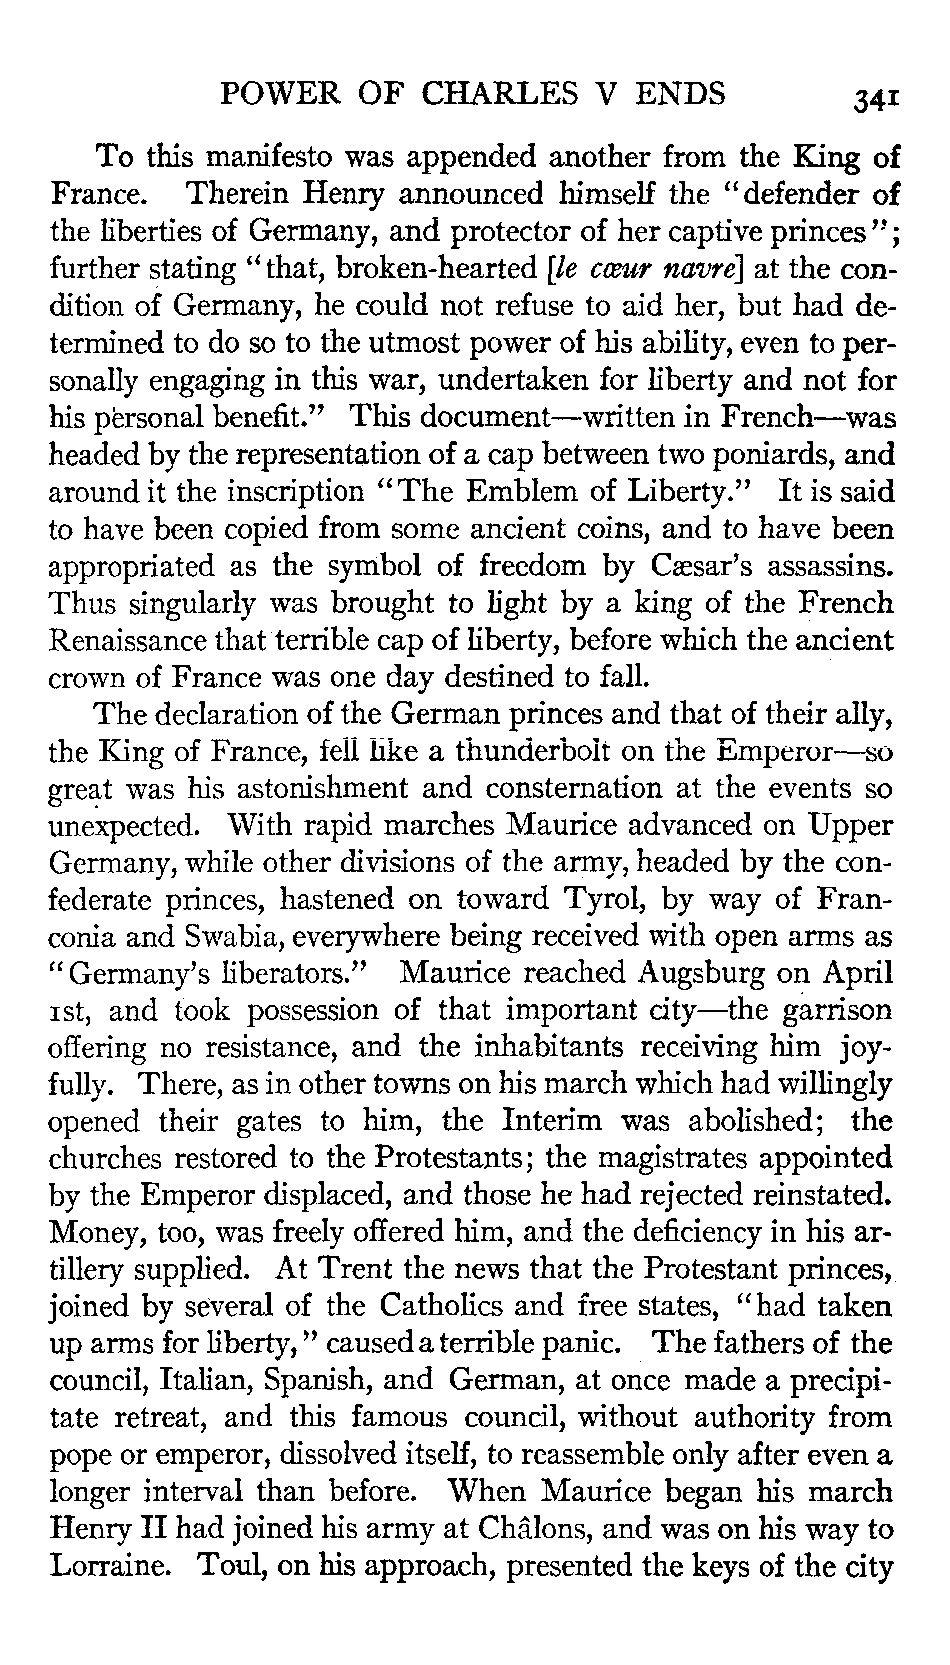 POWER OF CHARLES V ENDS 341
To this manifesto was appended another from the King of
France. Therein Henry announced himself the "defender of
the liberties of Germany, and protector of her captive princes";
further stating "that, broken-hearted [le cœur navre] at the con-
dition of Germany, he could not refuse to aid her, but had de-
termined to do so to the utmost power of his ability, even to per-
sonally engaging in this war, undertaken for liberty and not for
his personal benefit." This document—written in French—was
headed by the representation of a cap between two poniards, and
around it the inscription "The Emblem of Liberty." It is said
to have been copied from some ancient coins, and to have been
appropriated as the symbol of freedom by Cæsar's assassins.
Thus singularly was brought to light by a king of the French
Renaissance that terrible cap of liberty, before which the ancient
crown of France was one day destined to fall.
The declaration of the German princes and that of their ally,
the King of France, fell like a thunderbolt on the Emperor—so
great was his astonishment and consternation at the events so
unexpected. With rapid marches Maurice advanced on Upper
Germany, while other divisions of the army, headed by the con-
federate princes, hastened on toward Tyrol, by way of Fran-
conia and Swabia, everywhere being received with open arms as
"Germany's liberators." Maurice reached Augsburg on April
1st, and took possession of that important city—the garrison
offering no resistance, and the inhabitants receiving him joy-
fully. There, as in other towns on his march which had willingly
opened their gates to him, the Interim was abolished; the
churches restored to the Protestants; the magistrates appointed
by the Emperor displaced, and those he had rejected reinstated.
Money, too, was freely offered him, and the deficiency in his ar-
tillery supplied. At Trent the news that the Protestant princes,
joined by several of the Catholics and free states, "had taken
up arms for liberty," caused a terrible panic. The fathers of the
council, Italian, Spanish, and German, at once made a precipi-
tate retreat, and this famous council, without authority from
pope or emperor, dissolved itself, to reassemble only after even a
longer interval than before. When Maurice began his march
Henry II had joined his army at Châlons, and was on his way to
Lorraine. Toul, on his approach, presented the keys of the city